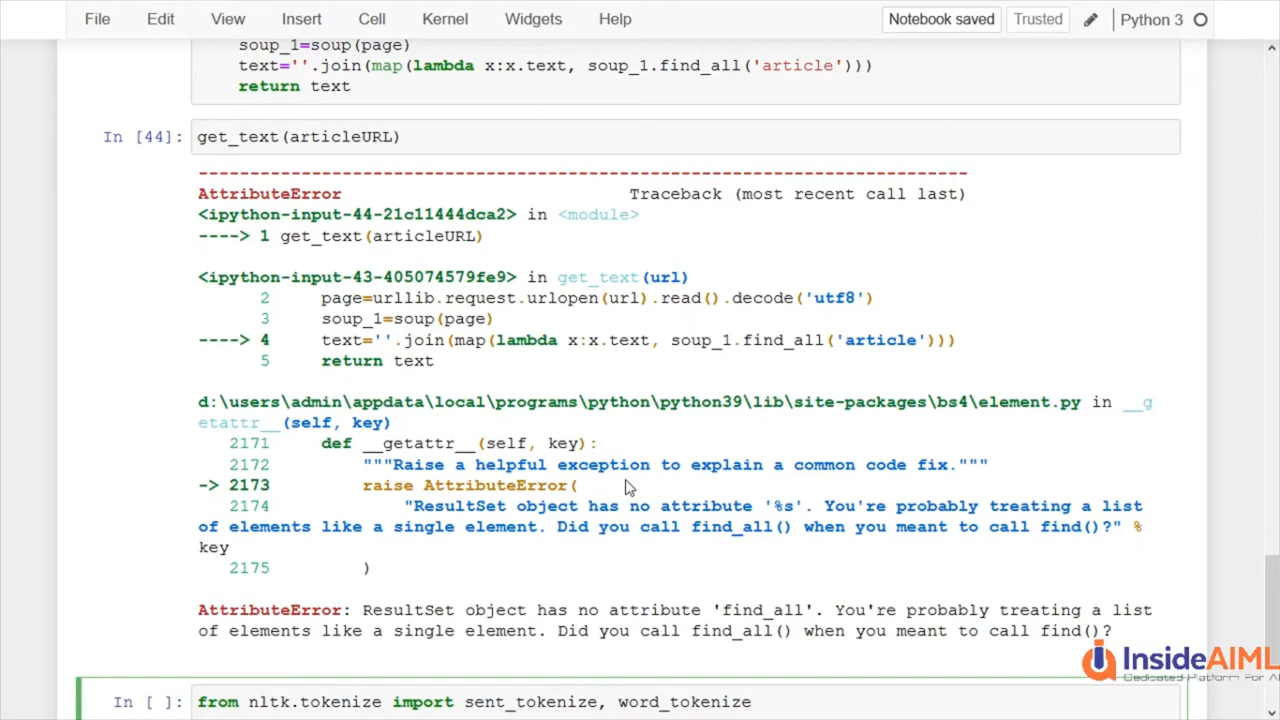 File Edit View Insert Cell Kernel Widgets Help Notebook saved Trusted Python 3
soup_1=soup(page)
text=''.join(map(lambda x:x.text, soup_1.find_all('article')))
return text
In [44]: get_text(articleURL)
---------------------------------------------------------------------------
AttributeError Traceback (most recent call last)
<ipython-input-44-21c11444dca2> in <module>
----> 1 get_text(articleURL)
<ipython-input-43-405074579fe9> in get_text(url)
2 page=urllib.request.urlopen(url).read().decode('utf8')
3 soup_1=soup(page)
----> 4 text=''.join(map(lambda x:x.text, soup_1.find_all('article')))
5 return text
d:\users\admin\appdata\local\programs\python\python39\lib\site-packages\bs4\element.py in __g
etattr__(self, key)
2171 def __getattr__(self, key):
2172 """Raise a helpful exception to explain a common code fix."""
-> 2173 raise AttributeError(
2174 "ResultSet object has no attribute '%s'. You're probably treating a list
of elements like a single element. Did you call find_all() when you meant to call find()?" %
key
2175 )
AttributeError: ResultSet object has no attribute 'find_all'. You're probably treating a list
of elements like a single element. Did you call find_all() when you meant to call find()?
InsideAIML
Dedicated Platform For
In [ ]: from nltk.tokenize import sent_tokenize, word_tokenize